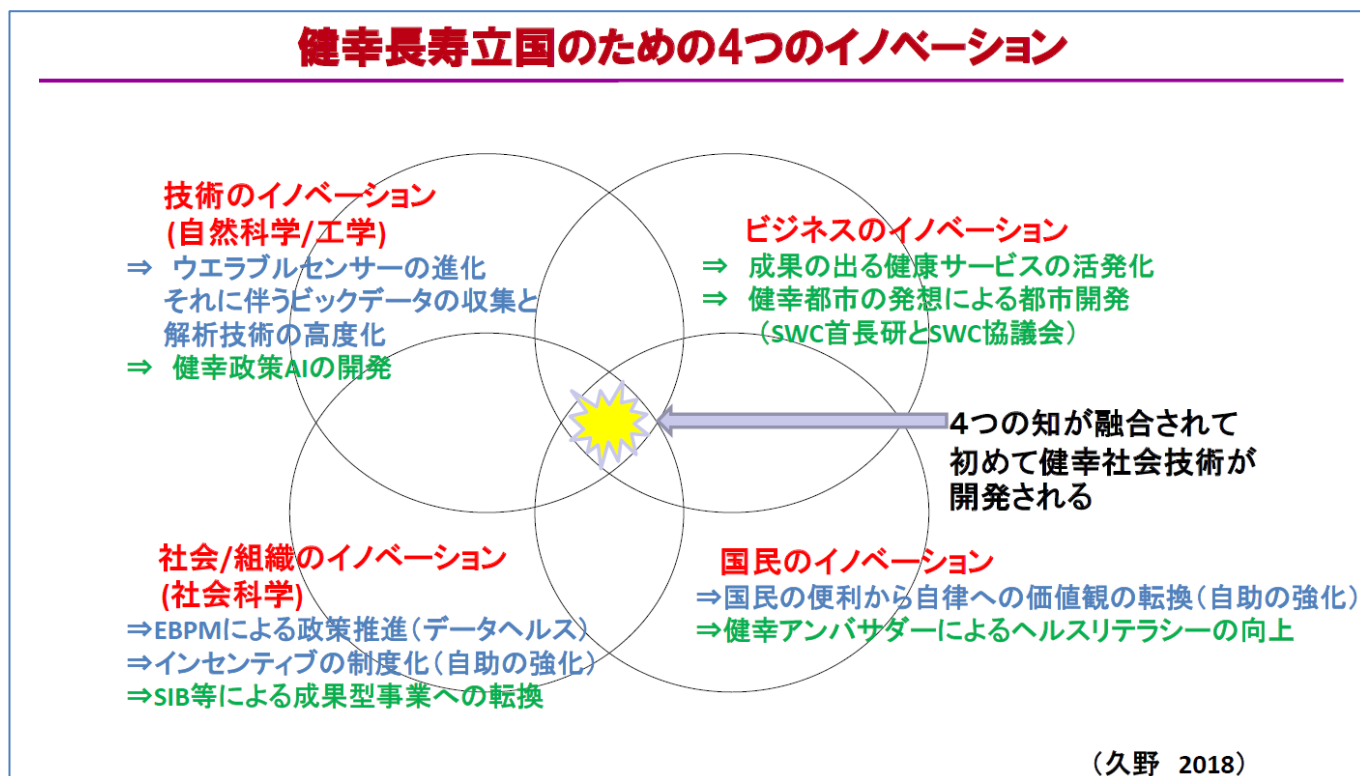 健幸長寿立国のための4つのイノベーション
技術のイノベーション
(自然科学/工学)
⇒ ウエラブルセンサーの進化
それに伴うビックデータの収集と
解析技術の高度化
⇒ 健幸政策AIの開発
ビジネスのイノベーション
⇒ 成果の出る健康サービスの活発化
⇒ 健幸都市の発想による都市開発
（SWC首長研とSWC協議会）
４つの知が融合されて
初めて健幸社会技術が
開発される
社会/組織のイノベーション
(社会科学)
⇒EBPMによる政策推進（データヘルス）
⇒インセンティブの制度化（自助の強化）
⇒SIB等による成果型事業への転換
国民のイノベーション
⇒国民の便利から自律への価値観の転換（自助の強化）
⇒健幸アンバサダーによるヘルスリテラシーの向上
（久野 2018）